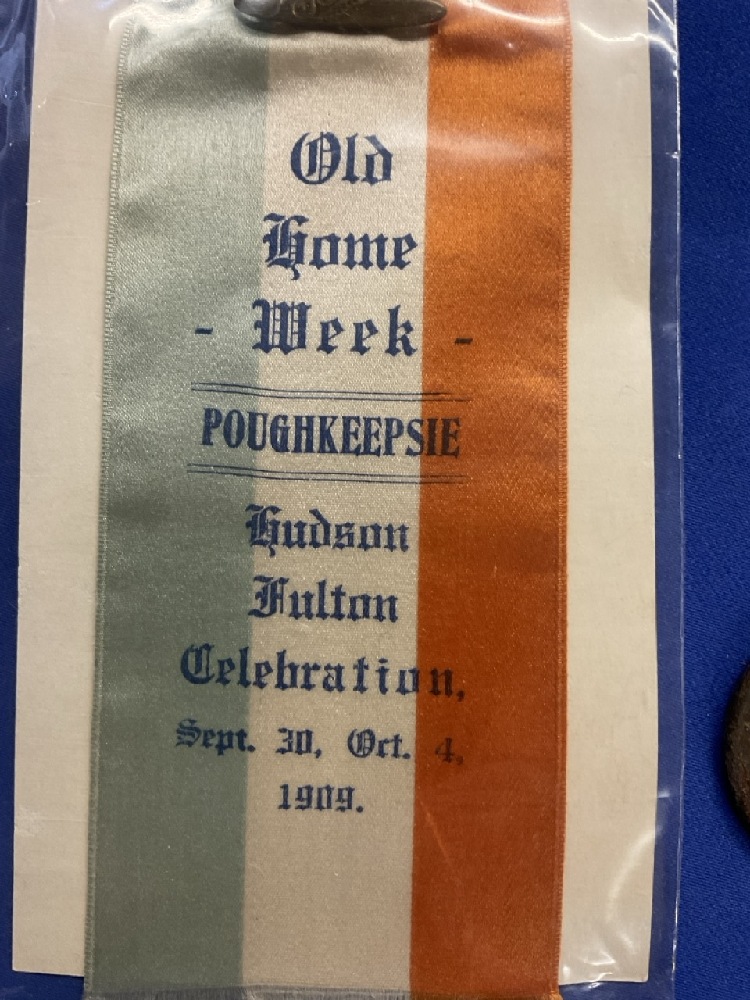 Old
Home
- Week -
POUGHKEEPSIE
Hudson
Fulton
Celebration,
Sept. 30, Oct. 4,
1909.